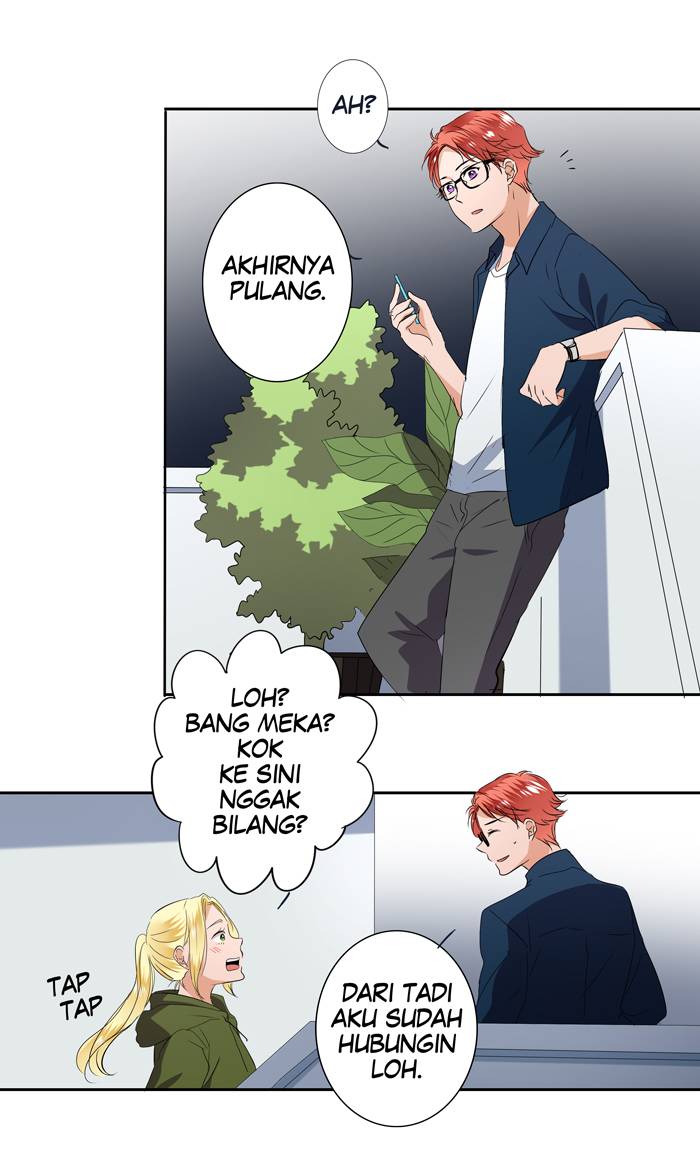 AH?
AKHIRNYA
PULANG.
LOH?
BANG MEKA?
KOK
KE SINI
NGGAK
BILANG?
TAP
TAP
DARI TADI
AKU SUDAH
HUBUNGIN
LOH.